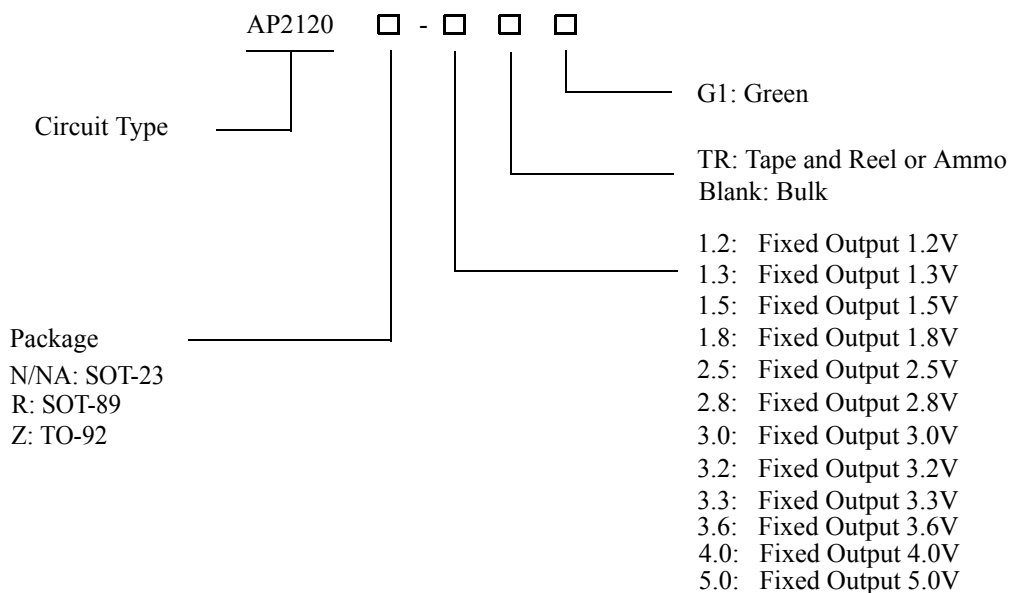 AP2120 □ - □ □ □
G1: Green
Circuit Type
TR: Tape and Reel or Ammo
Blank: Bulk
1.2: Fixed Output 1.2V
1.3: Fixed Output 1.3V
1.5: Fixed Output 1.5V
1.8: Fixed Output 1.8V
2.5: Fixed Output 2.5V
2.8: Fixed Output 2.8V
3.0: Fixed Output 3.0V
3.2: Fixed Output 3.2V
3.3: Fixed Output 3.3V
3.6: Fixed Output 3.6V
4.0: Fixed Output 4.0V
5.0: Fixed Output 5.0V
Package
N/NA: SOT-23
R: SOT-89
Z: TO-92